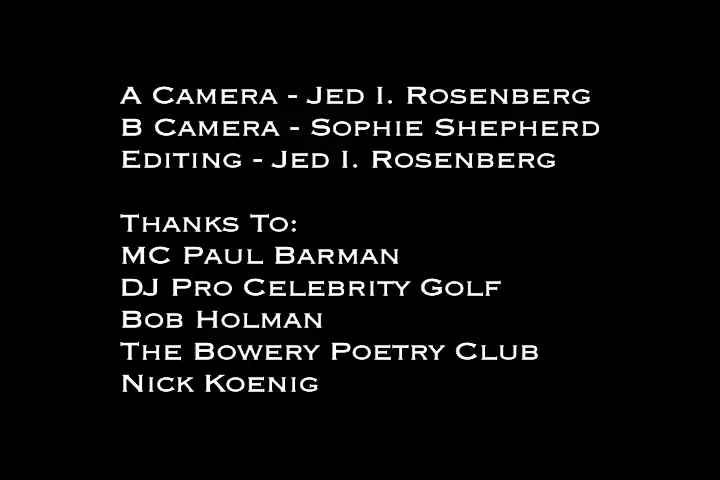 A Camera - Jed I. Rosenberg
B Camera - Sophie Shepherd
Editing - Jed I. Rosenberg
Thanks To:
MC Paul Barman
DJ Pro Celebrity Golf
Bob Holman
The Bowery Poetry Club
Nick Koenig